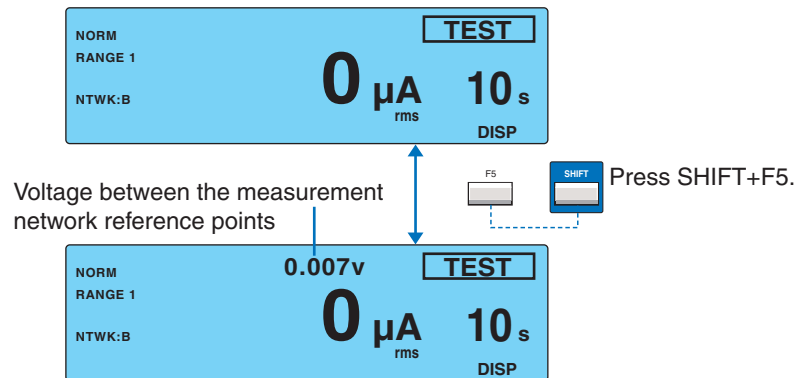 NORM
TEST
RANGE 1
0 µA rms
10 s
NTWK:B
DISP
F5
SHIFT
Press SHIFT+F5.
Voltage between the measurement
network reference points
NORM
0.007v
TEST
RANGE 1
0 µA rms
10 s
NTWK:B
DISP